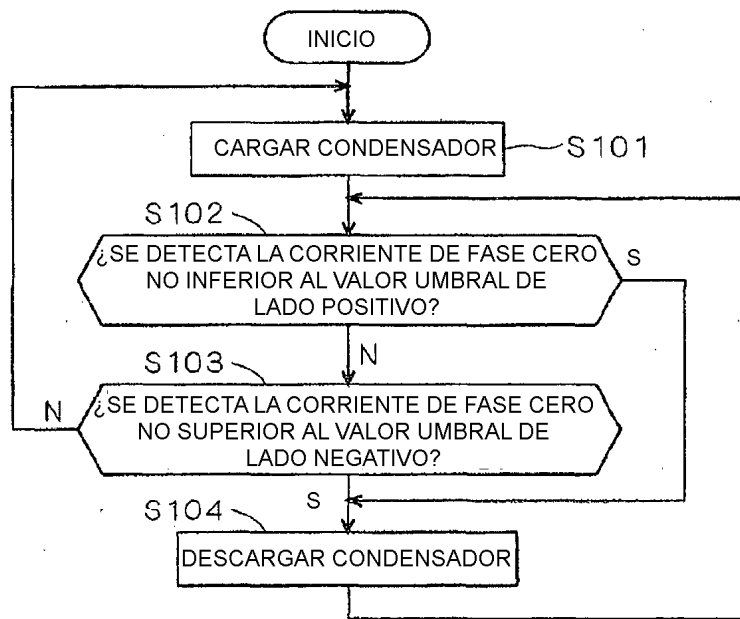 INICIO
CARGAR CONDENSADOR
S101
S102
¿SE DETECTA LA CORRIENTE DE FASE CERO
NO INFERIOR AL VALOR UMBRAL DE
LADO POSITIVO?
S
N
S103
N
¿SE DETECTA LA CORRIENTE DE FASE CERO
NO SUPERIOR AL VALOR UMBRAL DE
LADO NEGATIVO?
S
S104
DESCARGAR CONDENSADOR